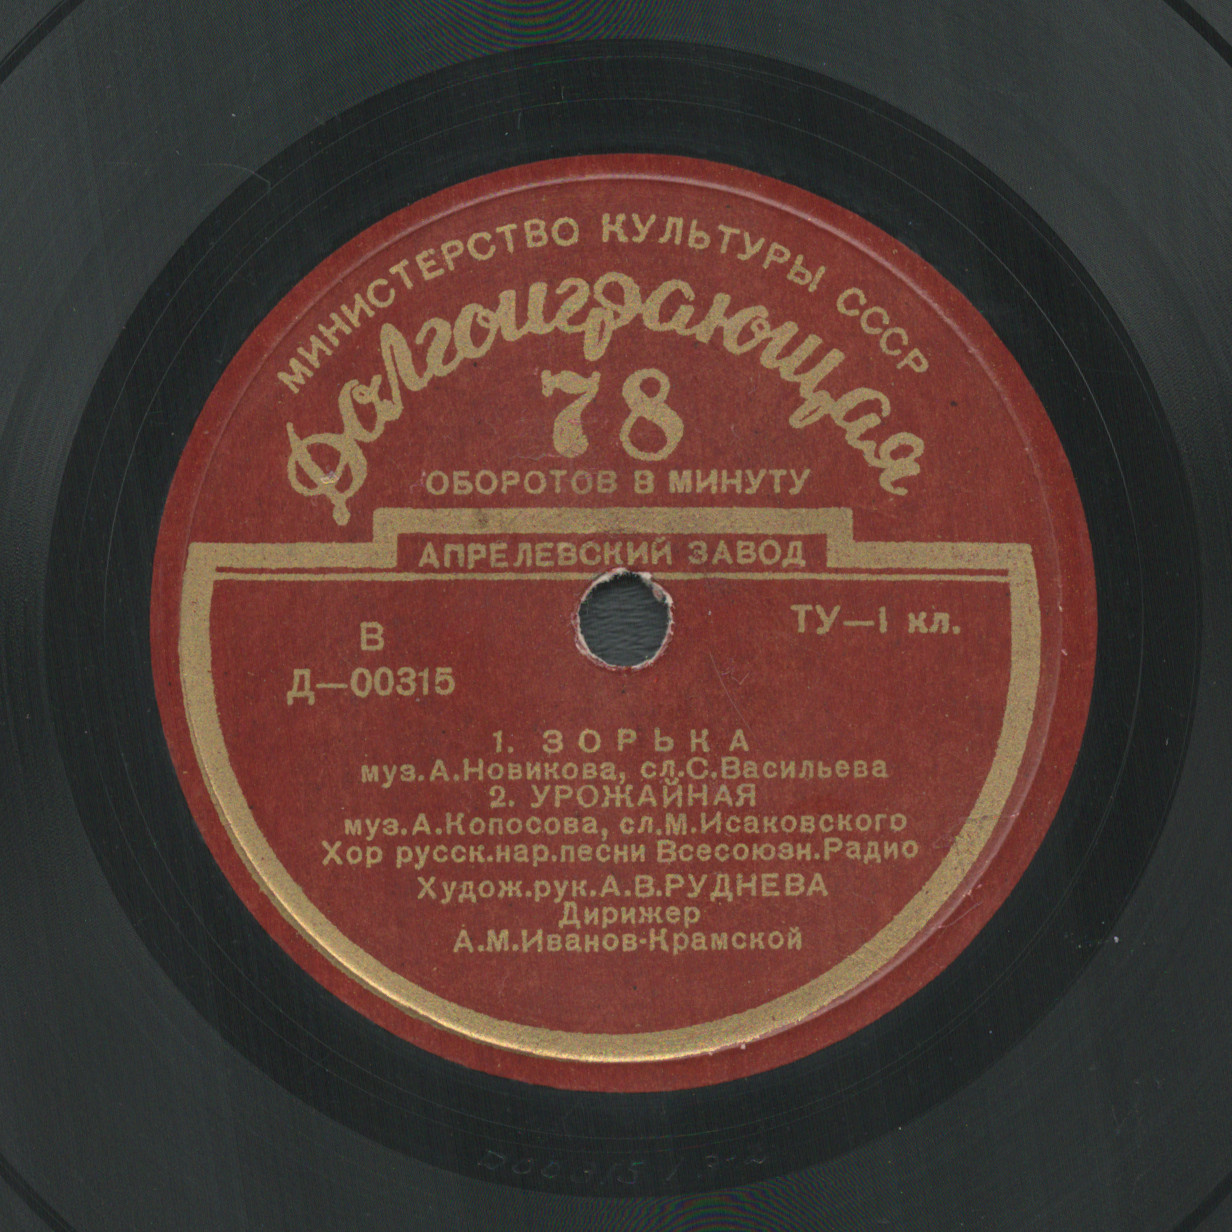 МИНИСТЕРСТВО КУЛЬТУРЫ СССР
Долгоиграющая
78
ОБОРОТОВ В МИНУТУ
АПРЕЛЕВСКИЙ ЗАВОД
В
ТУ—1 кл.
Д—00315
1. ЗОРЬКА
муз.А.Новикова, сл.С.Васильева
2. УРОЖАЙНАЯ
муз.А.Копосова, сл.М.Исаковского
Хор русск.нар.песни Всесоюзн.Радио
Худож.рук.А.В.РУДНЕВА
Дирижер
А.М.Иванов-Крамской